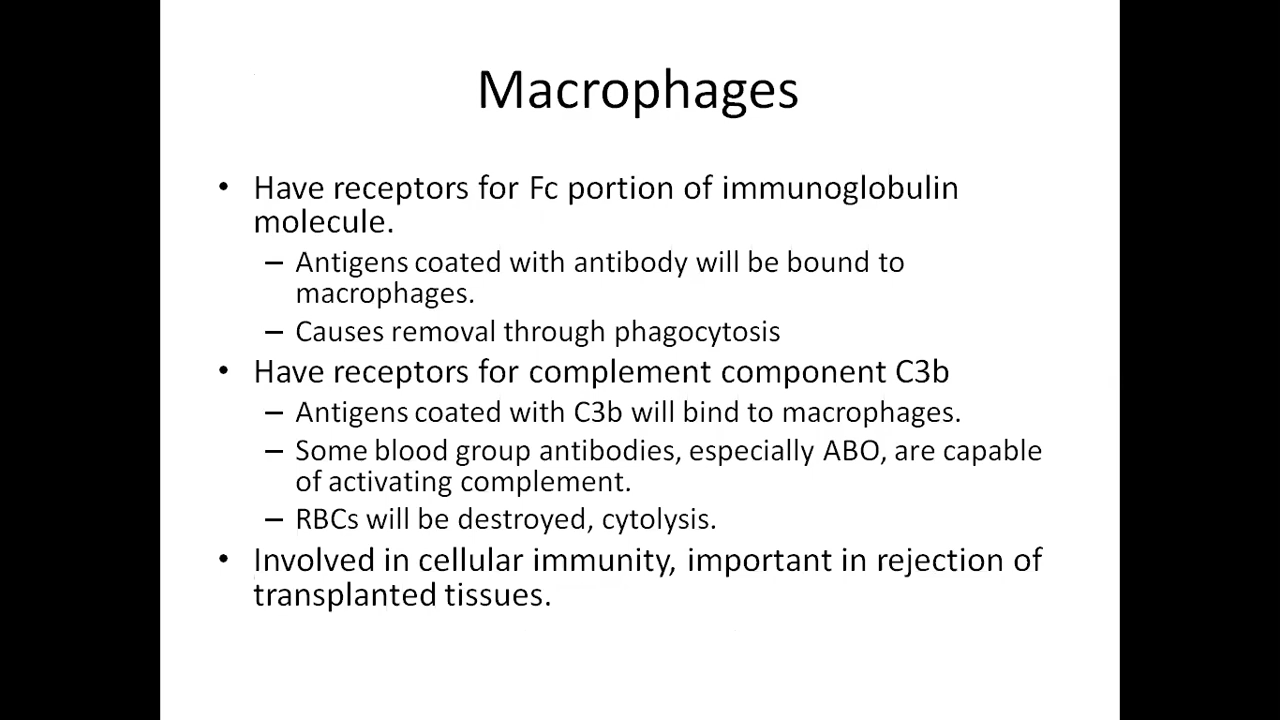 Macrophages
• Have receptors for Fc portion of immunoglobulin
molecule.
– Antigens coated with antibody will be bound to
macrophages.
– Causes removal through phagocytosis
• Have receptors for complement component C3b
– Antigens coated with C3b will bind to macrophages.
– Some blood group antibodies, especially ABO, are capable
of activating complement.
– RBCs will be destroyed, cytolysis.
• Involved in cellular immunity, important in rejection of
transplanted tissues.